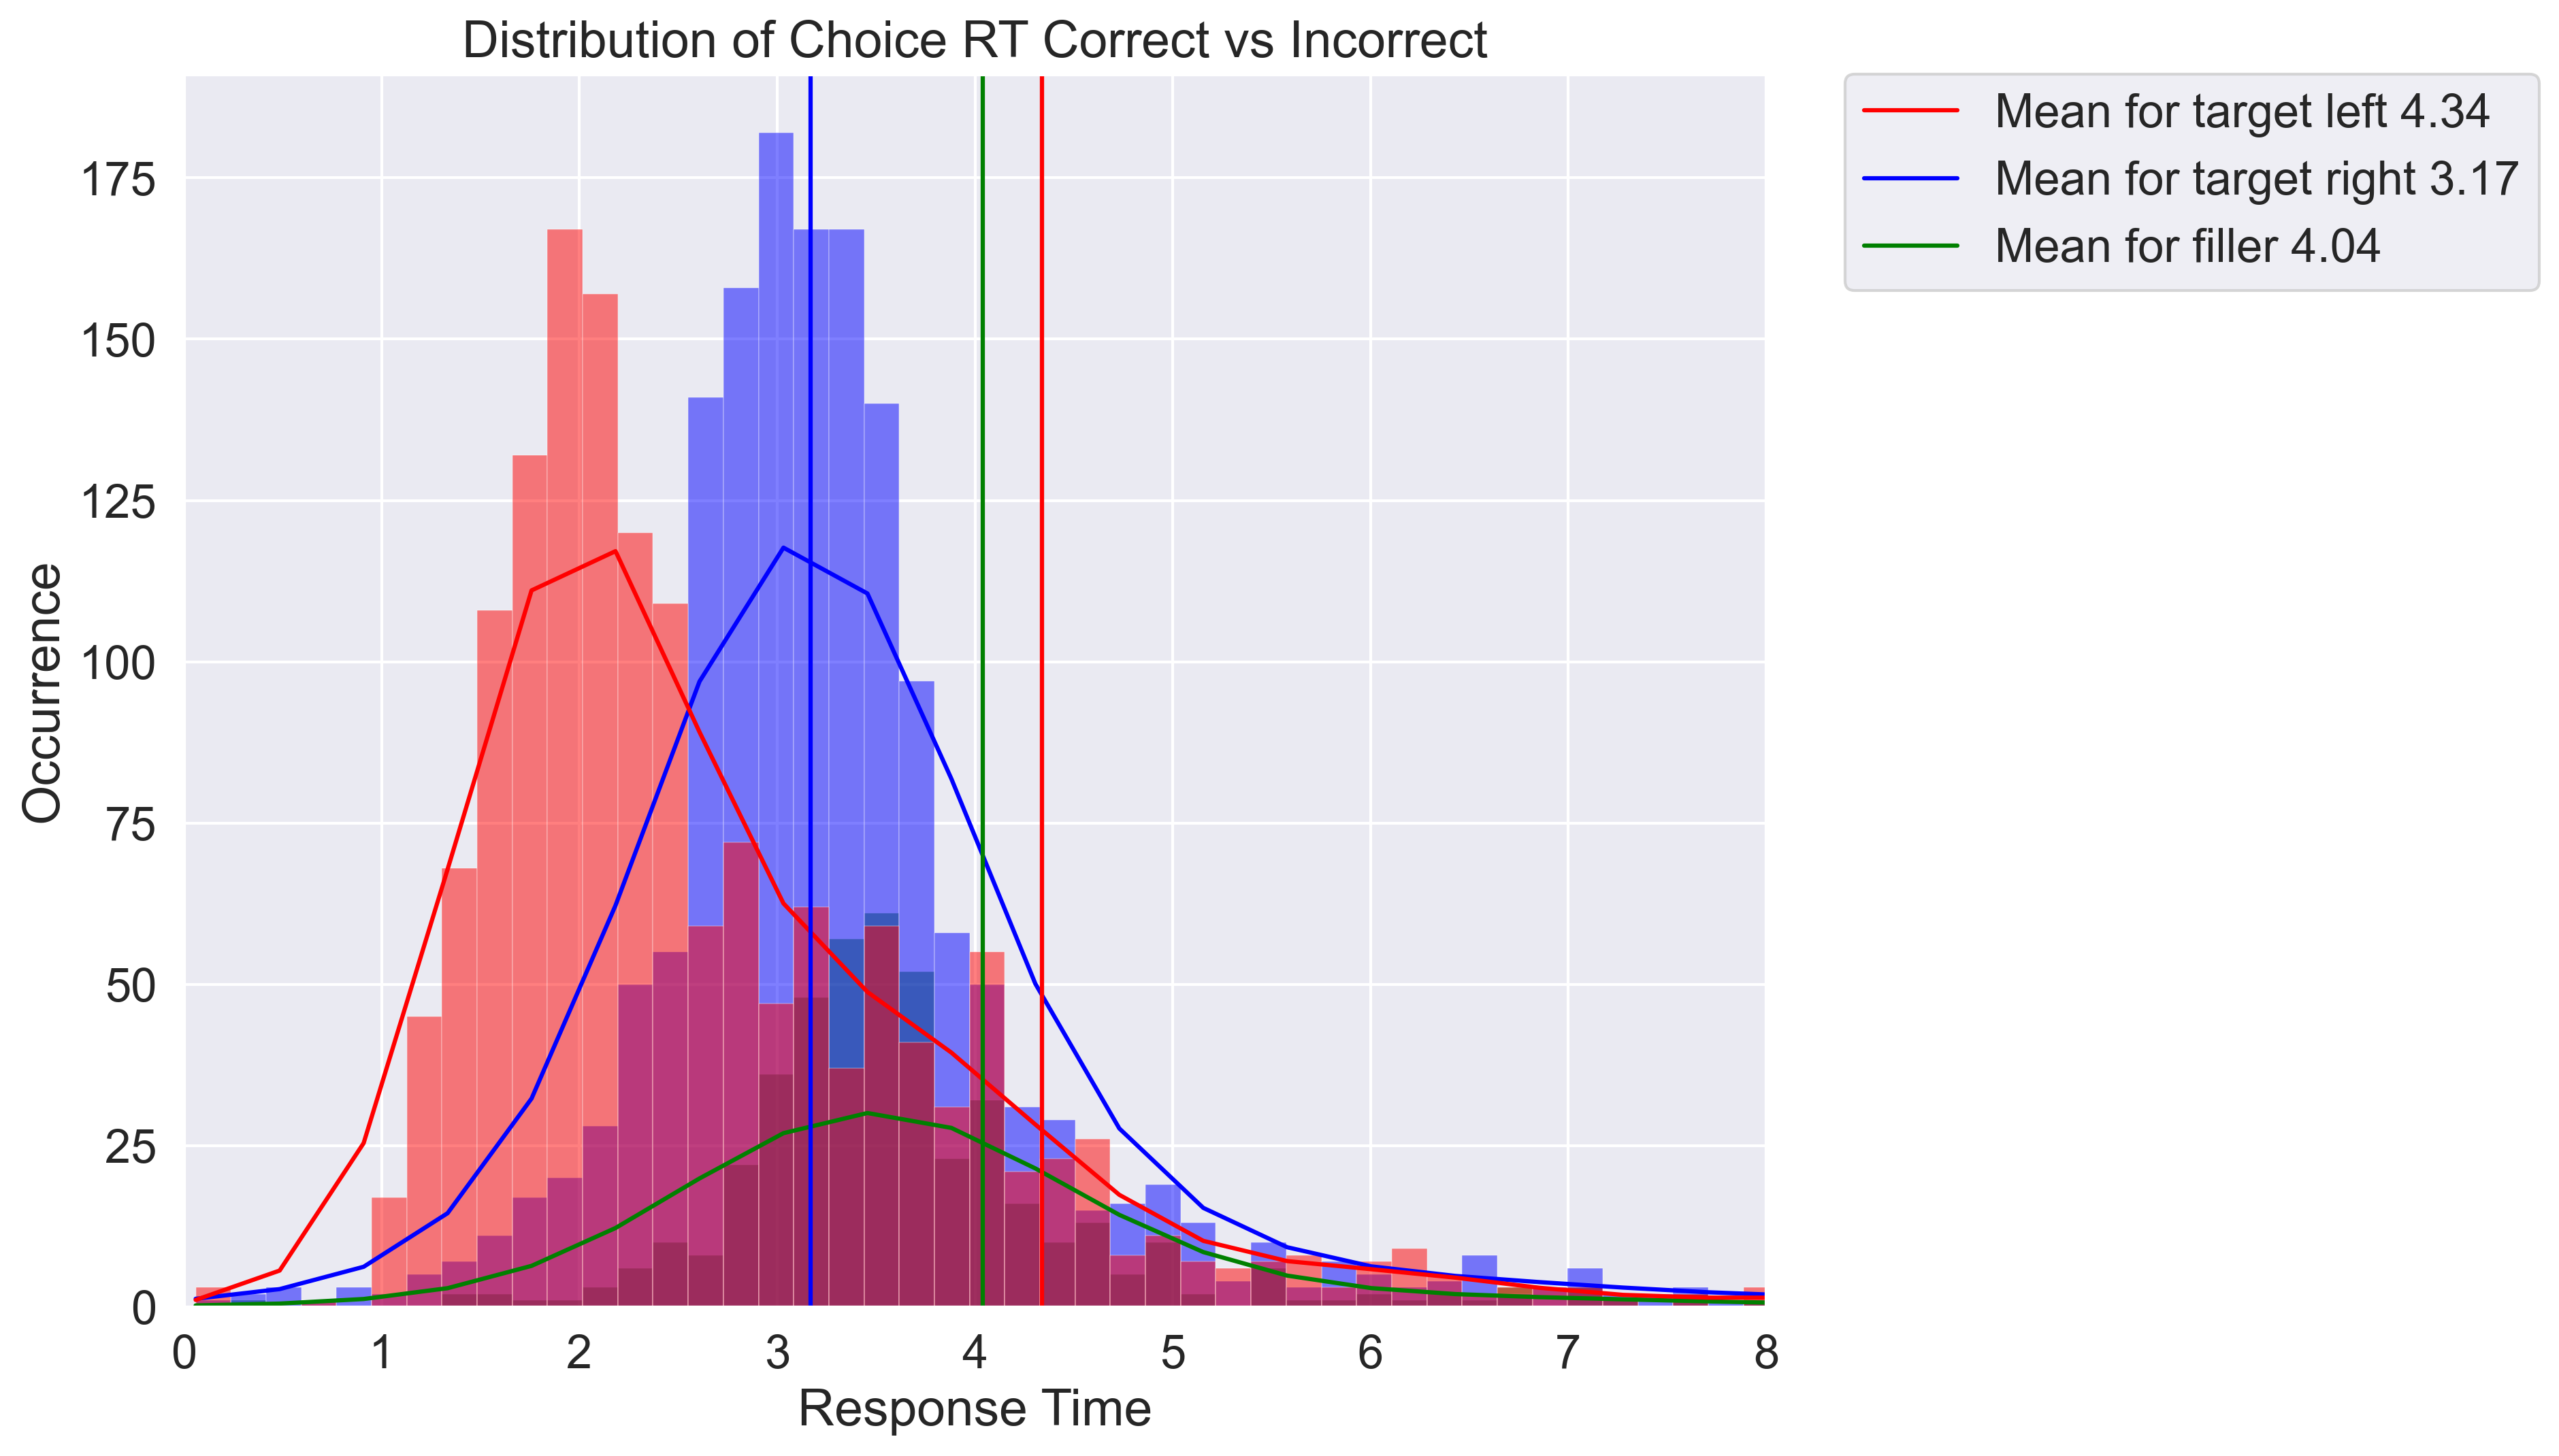 Distribution of Choice RT Correct vs Incorrect
Mean for target left 4.34
Mean for target right 3.17
Mean for filler 4.04
Occurrence
175
150
125
100
75
50
25
0
0 1 2 3 4 5 6 7 8
Response Time